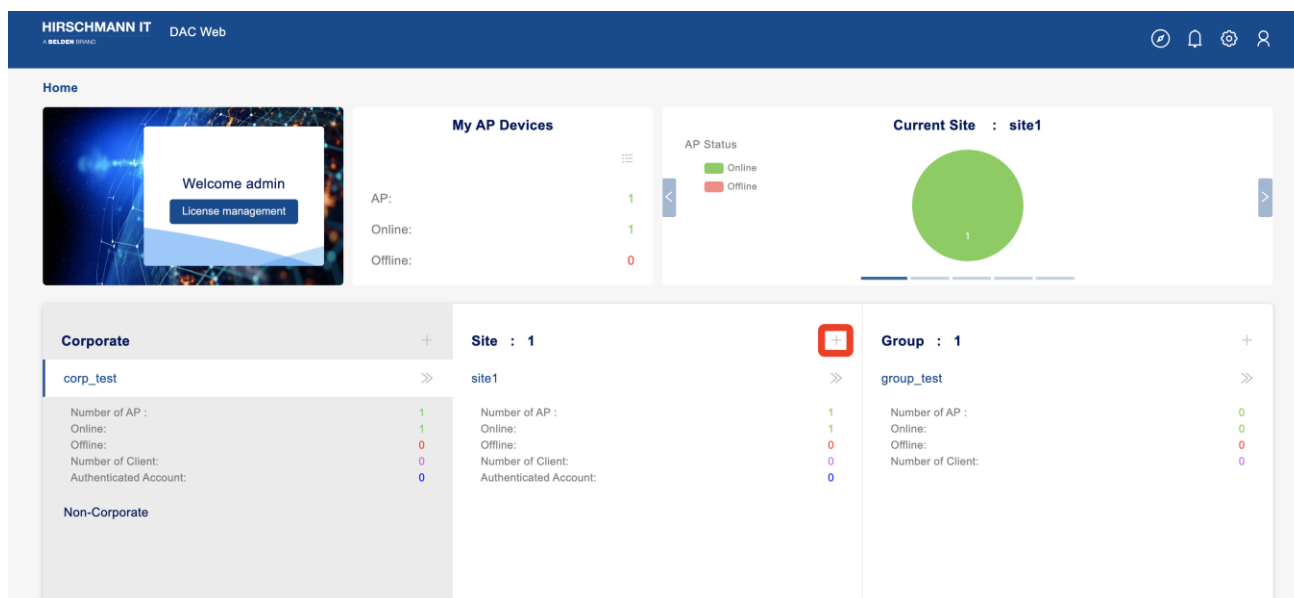 HIRSCHMANN IT
A BELDEN BRAND
DAC Web
Home
Welcome admin
License management
My AP Devices
AP: 1
Online: 1
Offline: 0
Current Site : site1
AP Status
Online
Offline
1
Corporate
corp_test
Number of AP : 1
Online: 1
Offline: 0
Number of Client: 0
Authenticated Account: 0
Non-Corporate
Site : 1
site1
Number of AP : 1
Online: 1
Offline: 0
Number of Client: 0
Authenticated Account: 0
Group : 1
group_test
Number of AP : 0
Online: 0
Offline: 0
Number of Client: 0